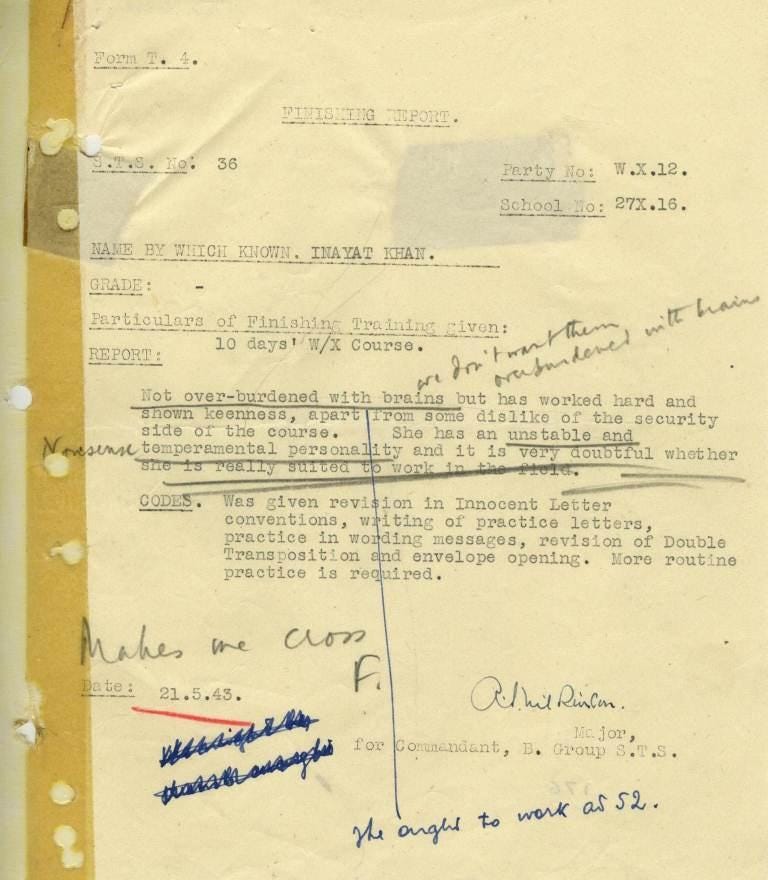 Form T. 4.
FINISHING REPORT.
S.T.S. No: 36
Party No: W.X.12.
School No: 27X.16.
NAME BY WHICH KNOWN. INAYAT KHAN.
GRADE: -
Particulars of Finishing Training given:
10 days' W/X Course.
we don't want them
overburdened with brains
REPORT:
Not over-burdened with brains but has worked hard and
shown keenness, apart from some dislike of the security
side of the course. She has an unstable and
Nonsense temperamental personality and it is very doubtful whether
she is really suited to work in the field.
CODES. Was given revision in Innocent Letter
conventions, writing of practice letters,
practice in wording messages, revision of Double
Transposition and envelope opening. More routine
practice is required.
Makes me cross
F.
Date: 21.5.43.
Major,
for Commandant, B. Group S.T.S.
She ought to work as 52.